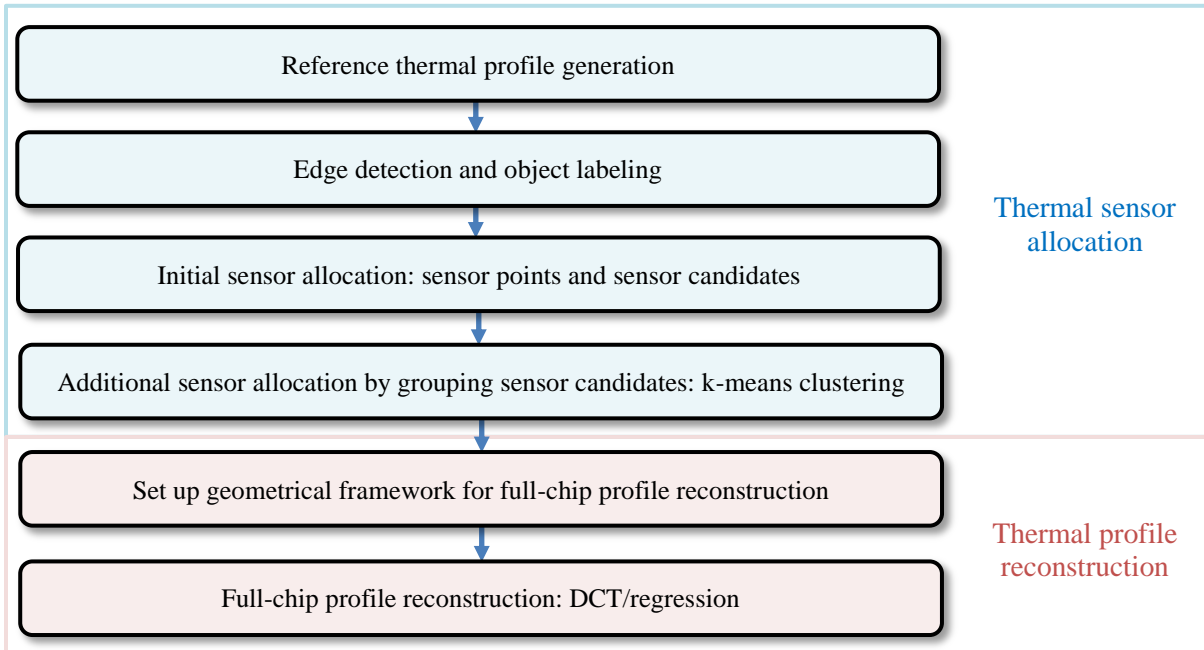 Reference thermal profile generation
Edge detection and object labeling
Thermal sensor
allocation
Initial sensor allocation: sensor points and sensor candidates
Additional sensor allocation by grouping sensor candidates: k-means clustering
Set up geometrical framework for full-chip profile reconstruction
Thermal profile
reconstruction
Full-chip profile reconstruction: DCT/regression